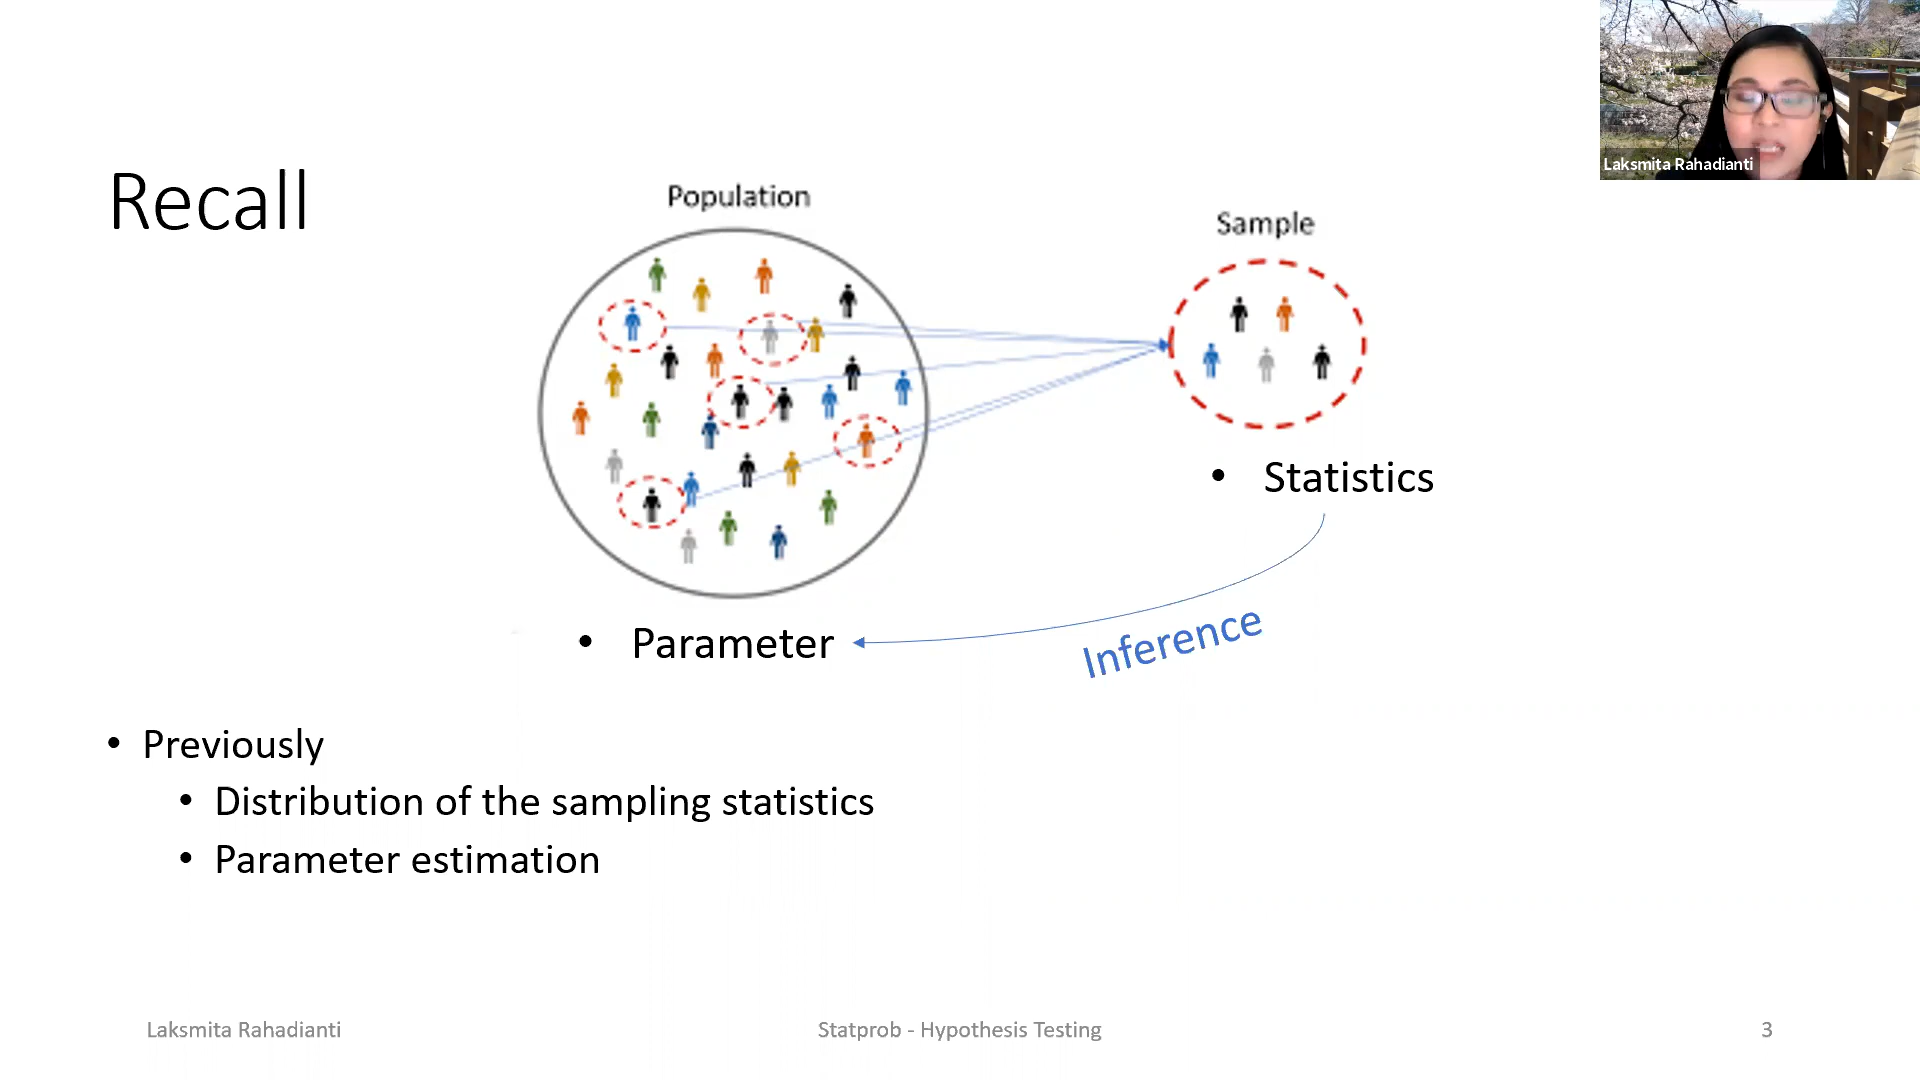 Laksmita Rahadianti
Recall
Population
Sample
• Statistics
• Parameter
Inference
• Previously
• Distribution of the sampling statistics
• Parameter estimation
Laksmita Rahadianti
Statprob - Hypothesis Testing
3